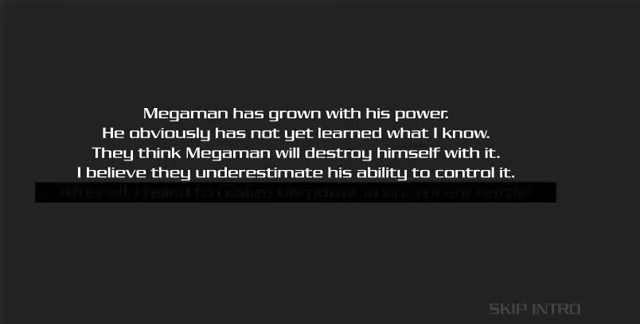 Megaman has grown with his power.
He obviously has not yet learned what I know.
They think Megaman will destroy himself with it.
I believe they underestimate his ability to control it.
SKIP INTRO